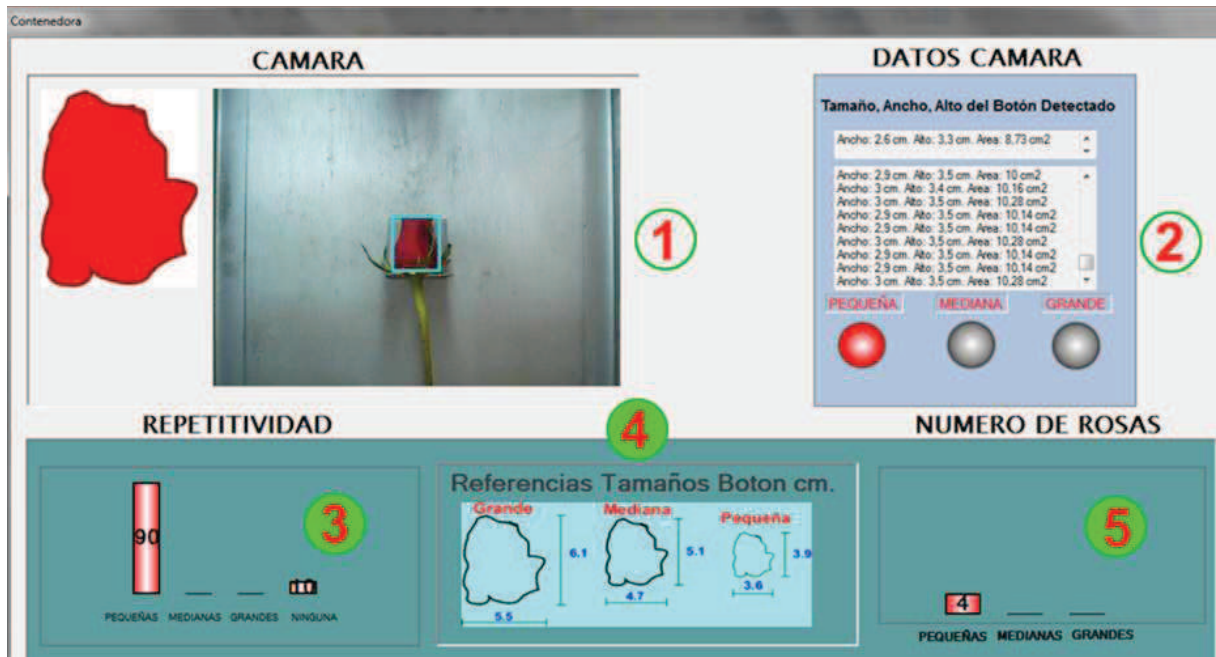 Contenedora
CAMARA
1
DATOS CAMARA
Tamaño, Ancho, Alto del Botón Detectado
Ancho: 2,6 cm. Alto: 3,3 cm. Area: 8,73 cm2
Ancho: 2,9 cm. Alto: 3,5 cm. Area: 10 cm2
Ancho: 3 cm. Alto: 3,4 cm. Area: 10,16 cm2
Ancho: 3 cm. Alto: 3,5 cm. Area: 10,28 cm2
Ancho: 2,9 cm. Alto: 3,5 cm. Area: 10,14 cm2
Ancho: 2,9 cm. Alto: 3,5 cm. Area: 10,14 cm2
Ancho: 3 cm. Alto: 3,5 cm. Area: 10,28 cm2
Ancho: 2,9 cm. Alto: 3,5 cm. Area: 10,14 cm2
Ancho: 2,9 cm. Alto: 3,5 cm. Area: 10,14 cm2
Ancho: 3 cm. Alto: 3,5 cm. Area: 10,28 cm2
PEQUEÑA MEDIANA GRANDE
2
REPETITIVIDAD
90
10
PEQUEÑAS MEDIANAS GRANDES NINGUNA
3
4
Referencias Tamaños Boton cm.
Grande Mediana Pequeña
6.1 5.1 3.9
5.5 4.7 3.6
NUMERO DE ROSAS
5
4
PEQUEÑAS MEDIANAS GRANDES